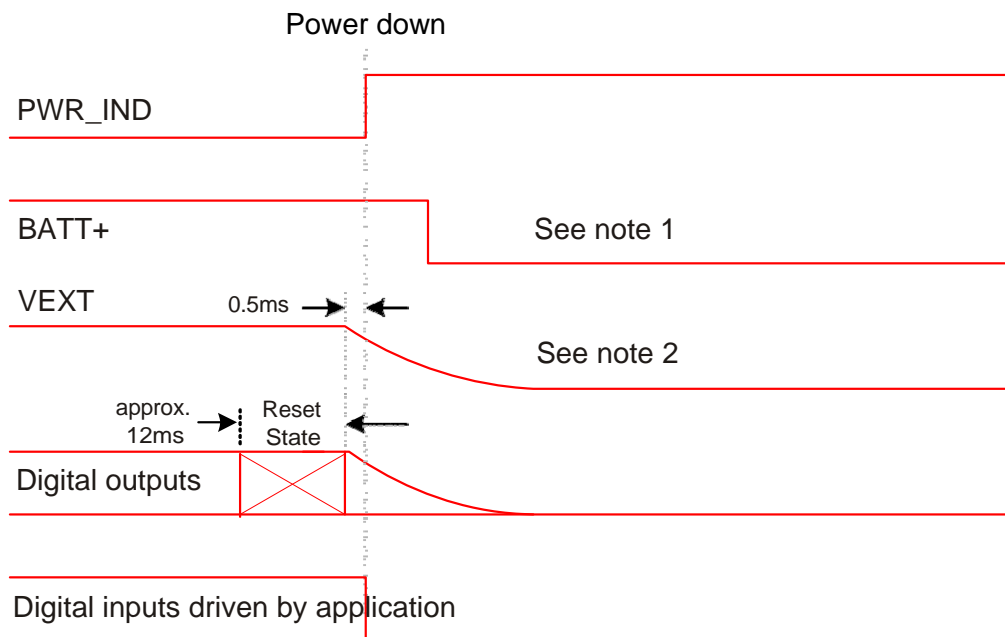 Power down
PWR_IND
BATT+
See note 1
VEXT
0.5ms
See note 2
approx.
12ms
Reset
State
Digital outputs
Digital inputs driven by application